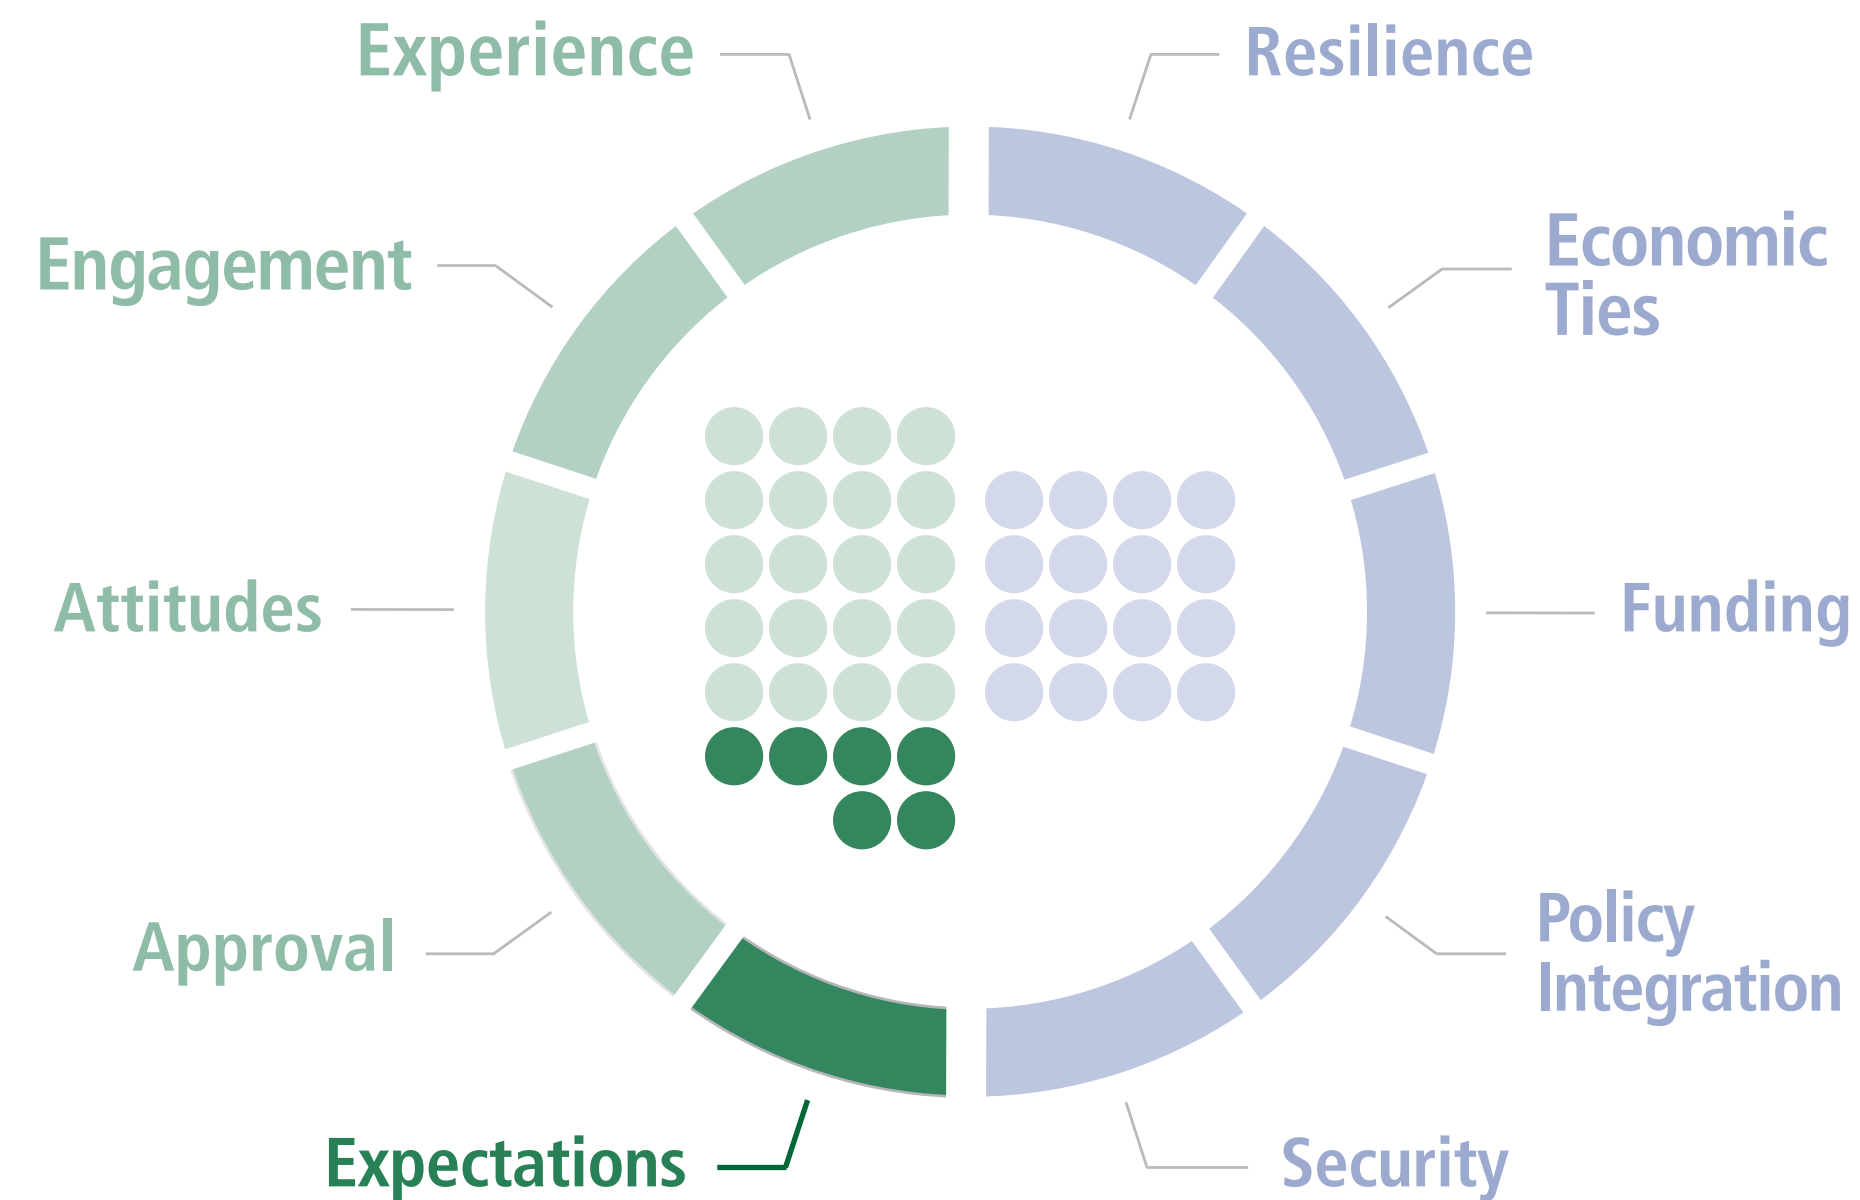 Experience
Resilience
Engagement
Economic
Ties
Attitudes
Funding
Approval
Policy
Integration
Expectations
Security